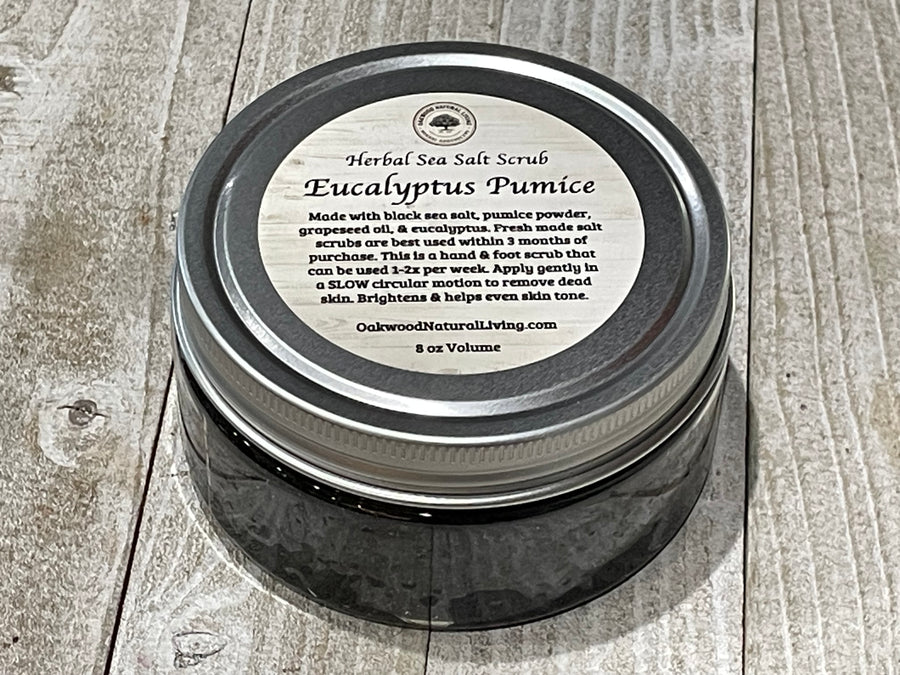 OAKWOOD NATURAL LIVING
Herbal Sea Salt Scrub
Eucalyptus Pumice
Made with black sea salt, pumice powder,
grapeseed oil, & eucalyptus. Fresh made salt
scrubs are best used within 3 months of
purchase. This is a hand & foot scrub that
can be used 1-2x per week. Apply gently in
a SLOW circular motion to remove dead
skin. Brightens & helps even skin tone.
OakwoodNaturalLiving.com
8 oz Volume